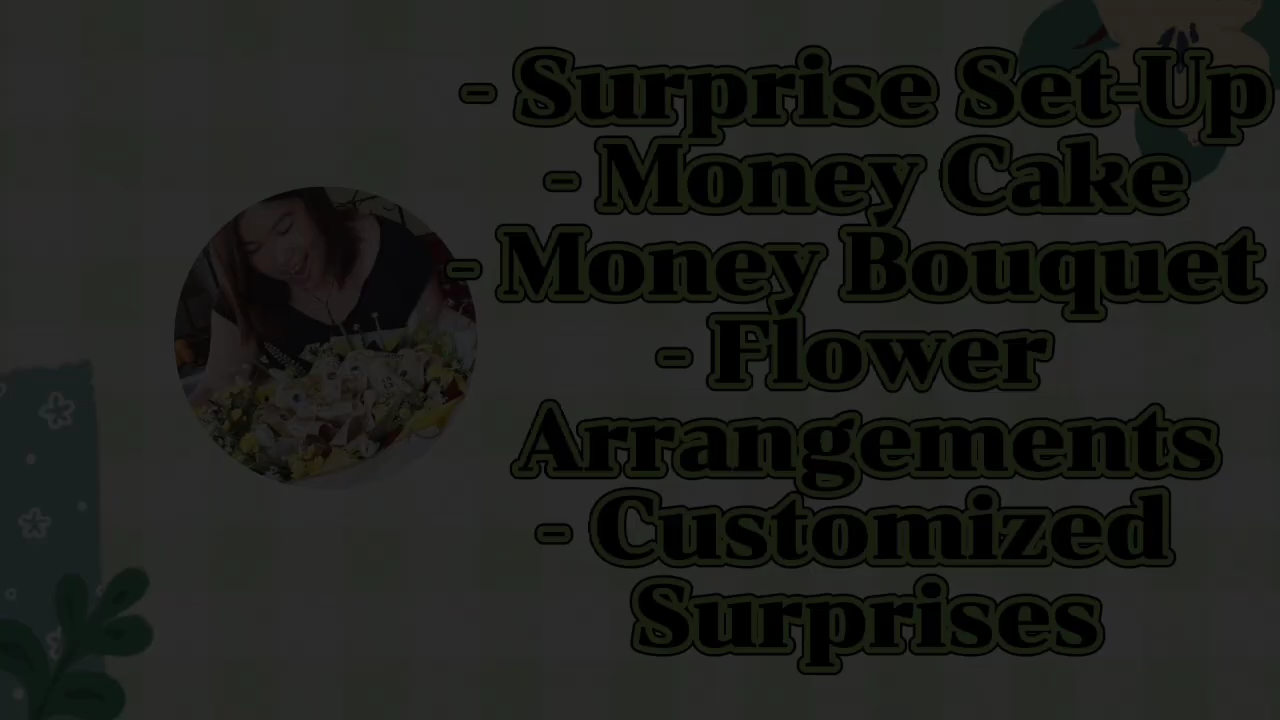 - Surprise Set-Up
- Money Cake
- Money Bouquet
- Flower
Arrangements
- Customized
Surprises